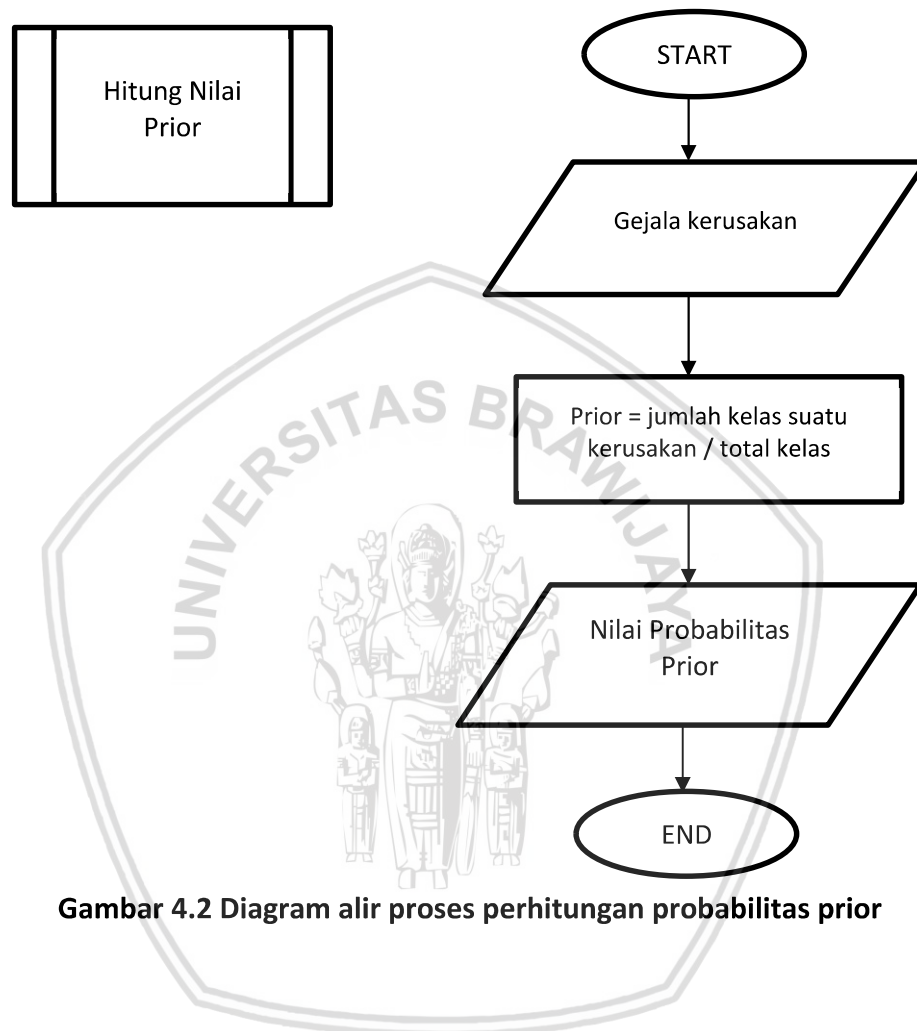 Hitung Nilai
Prior
START
Gejala kerusakan
Prior = jumlah kelas suatu
kerusakan / total kelas
Nilai Probabilitas
Prior
END
UNIVERSITAS BRAWIJAYA
Gambar 4.2 Diagram alir proses perhitungan probabilitas prior